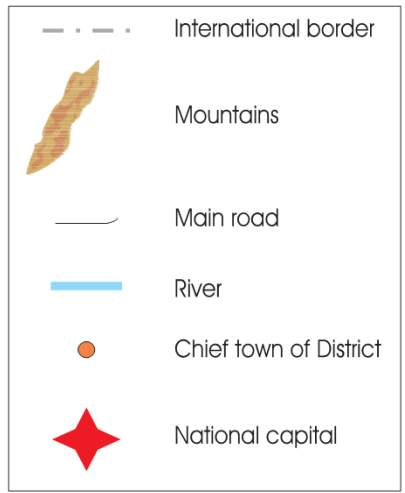 International border
Mountains
Main road
River
Chief town of District
National capital